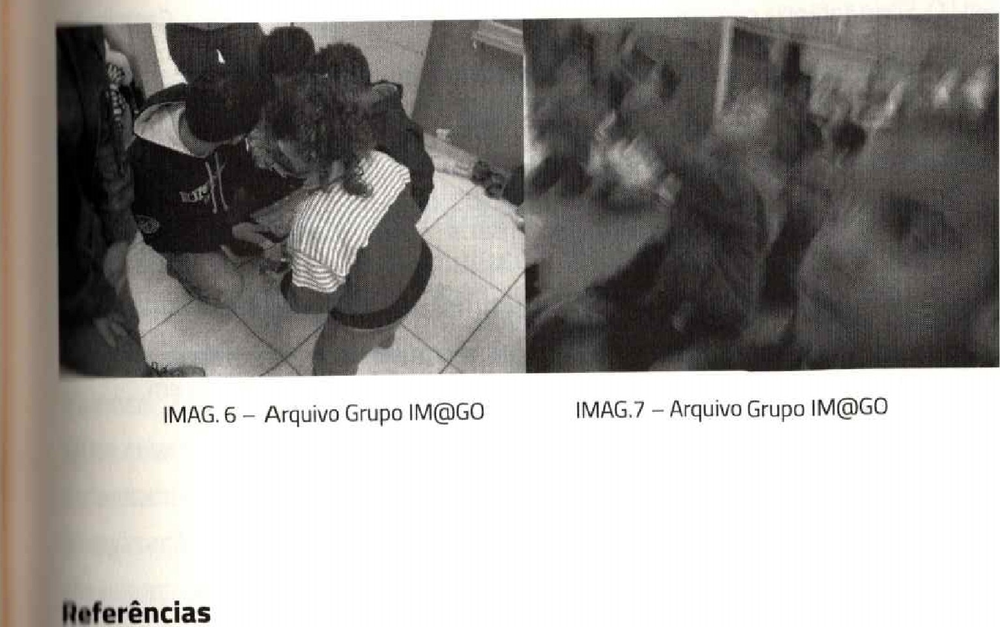 IMAG. 6 – Arquivo Grupo IM@GO
IMAG.7 – Arquivo Grupo IM@GO
Referências